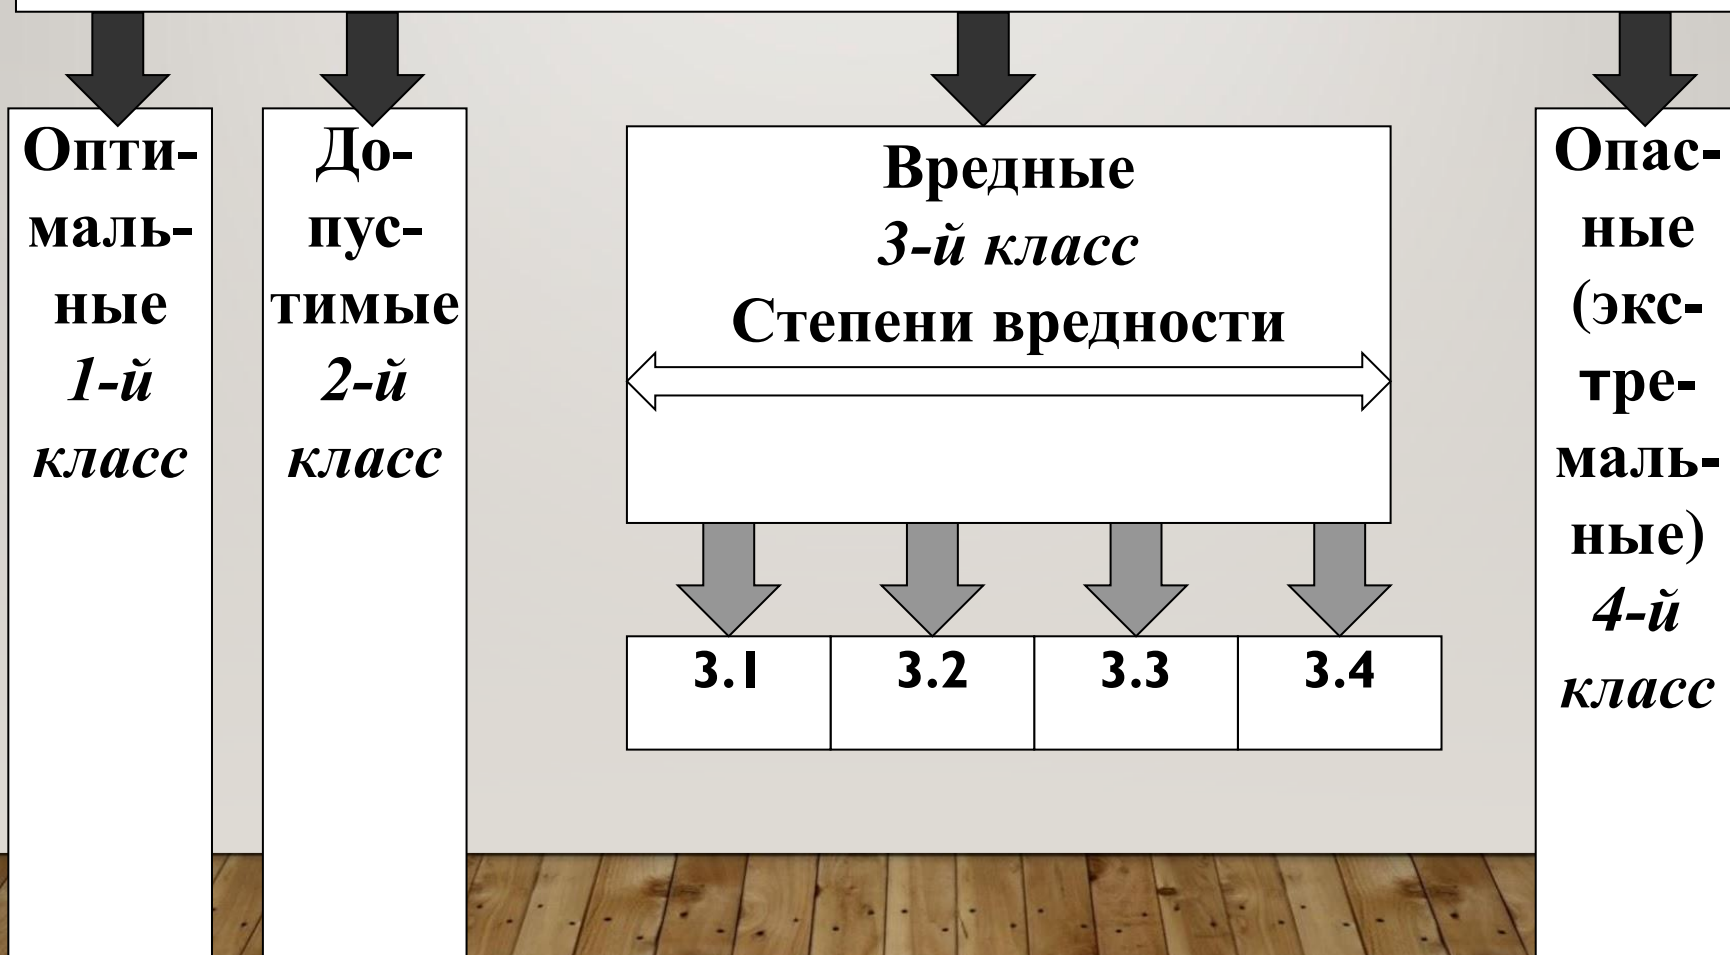 Опти-
маль-
ные
1-й
класс
До-
пус-
тимые
2-й
класс
Вредные
3-й класс
Степени вредности
3.1
3.2
3.3
3.4
Опас-
ные
(экс-
тре-
маль-
ные)
4-й
класс